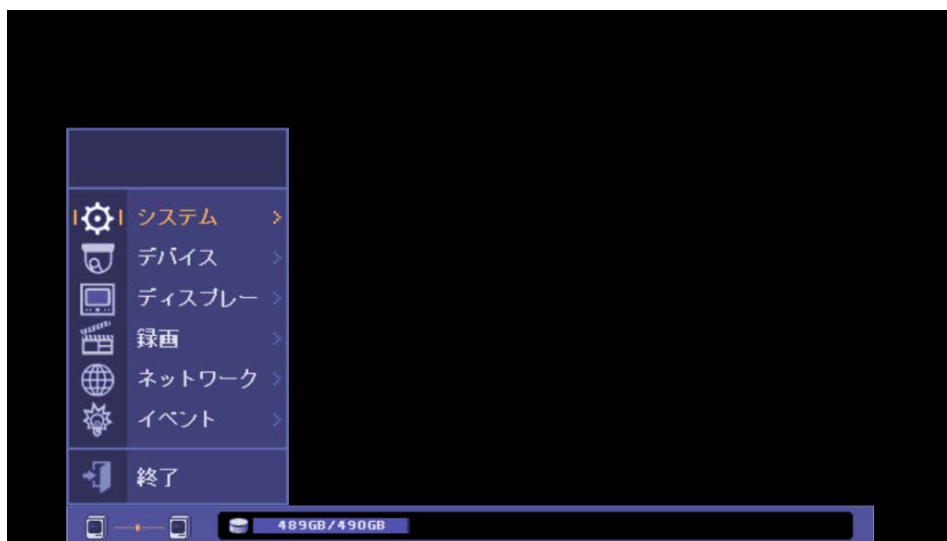 システム
デバイス
ディスプレー
録画
ネットワーク
イベント
終了
489GB/490GB